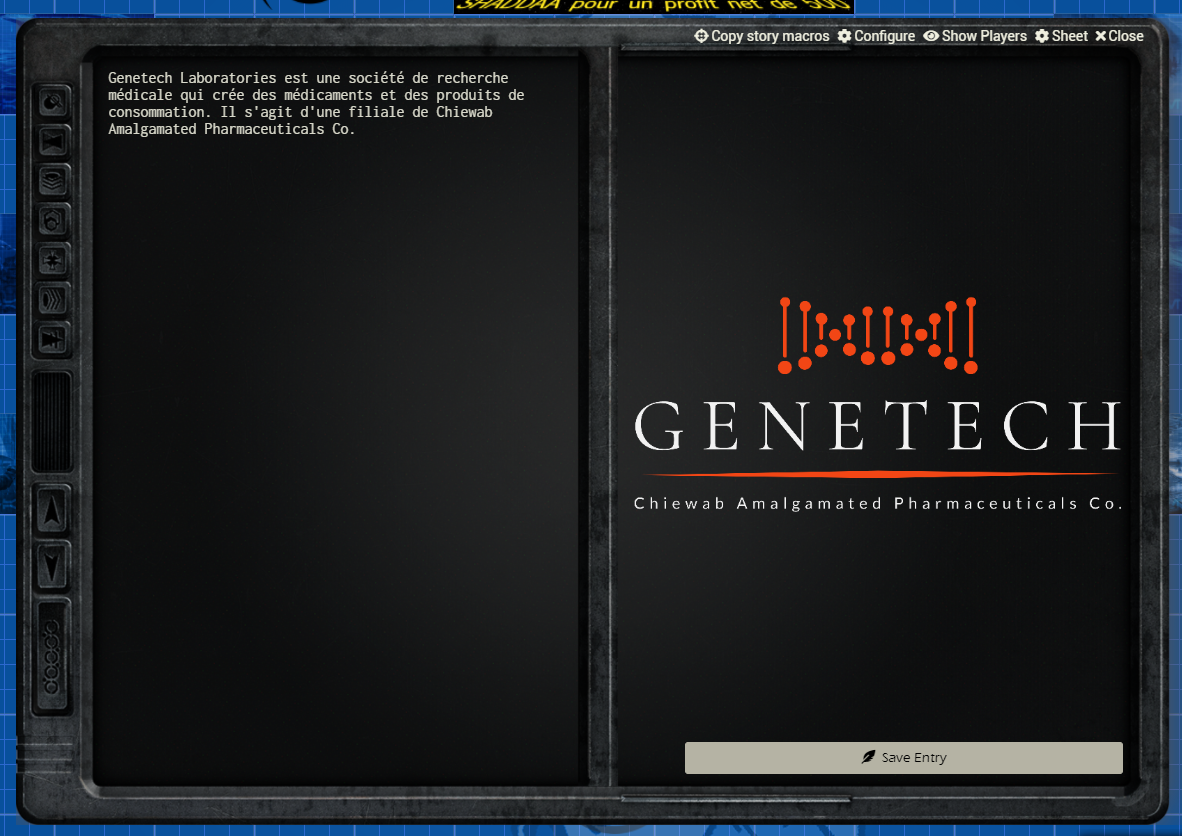 SHADDAA pour un profit net de 500
Copy story macros Configure Show Players Sheet Close
Genetech Laboratories est une société de recherche
médicale qui crée des médicaments et des produits de
consommation. Il s'agit d'une filiale de Chiewab
Amalgamated Pharmaceuticals Co.
GENETECH
Chiewab Amalgamated Pharmaceuticals Co.
Save Entry